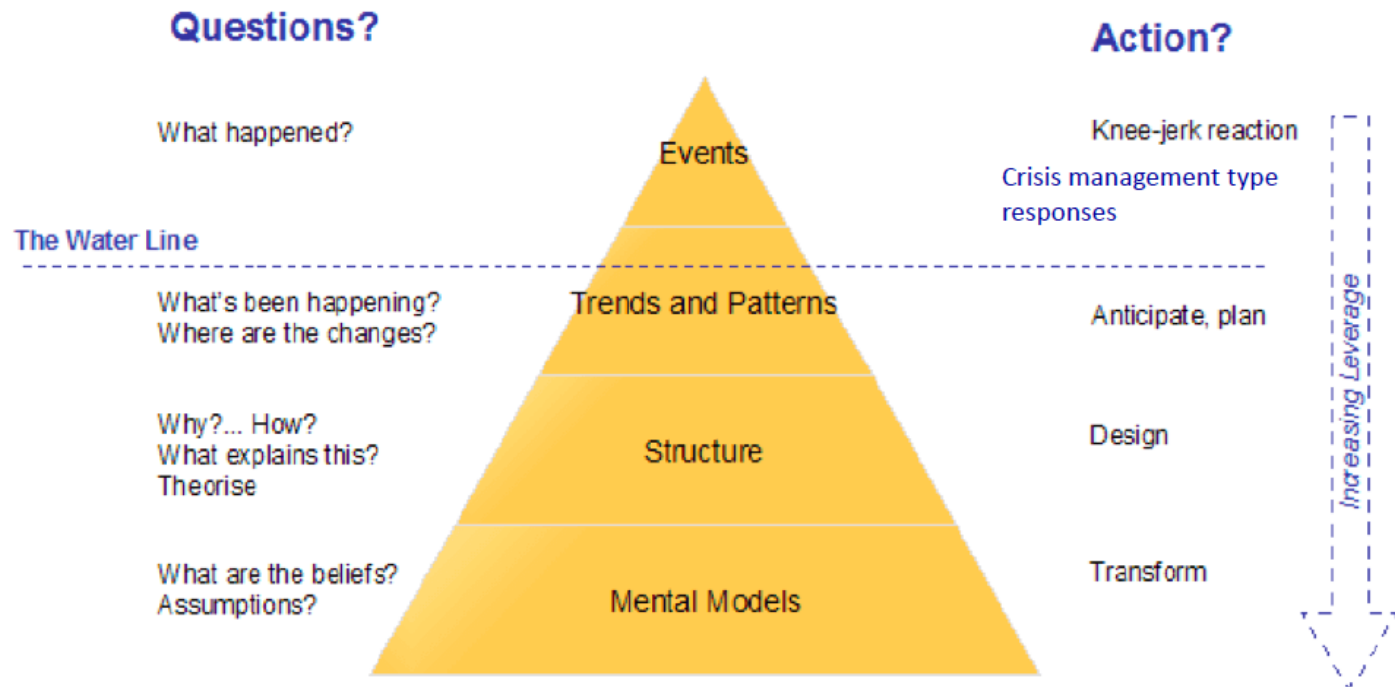 Questions?
Action?
What happened?
Events
Knee-jerk reaction
Crisis management type
responses
The Water Line
What's been happening?
Where are the changes?
Trends and Patterns
Anticipate, plan
Why?... How?
What explains this?
Theorise
Structure
Design
What are the beliefs?
Assumptions?
Mental Models
Transform
Increasing Leverage